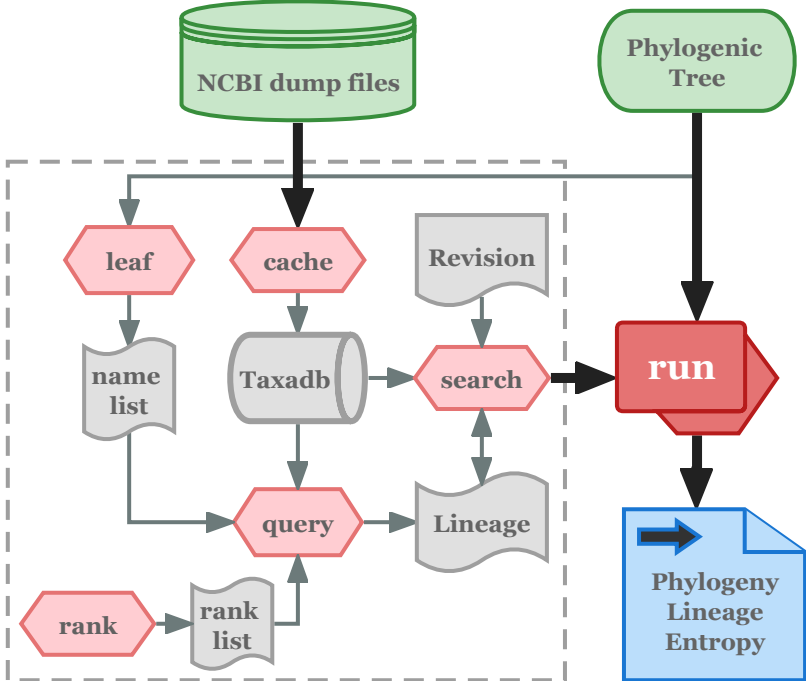 NCBI dump files
Phylogenic
Tree
leaf
cache
Revision
name
list
Taxadb
search
run
query
Lineage
rank
rank
list
Phylogeny
Lineage
Entropy